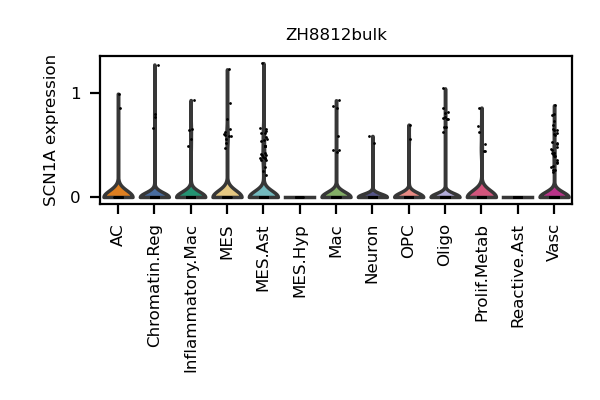 ZH8812bulk
SCN1A expression
1
0
AC
Chromatin.Reg
Inflammatory.Mac
MES
MES.Ast
MES.Hyp
Mac
Neuron
OPC
Oligo
Prolif.Metab
Reactive.Ast
Vasc